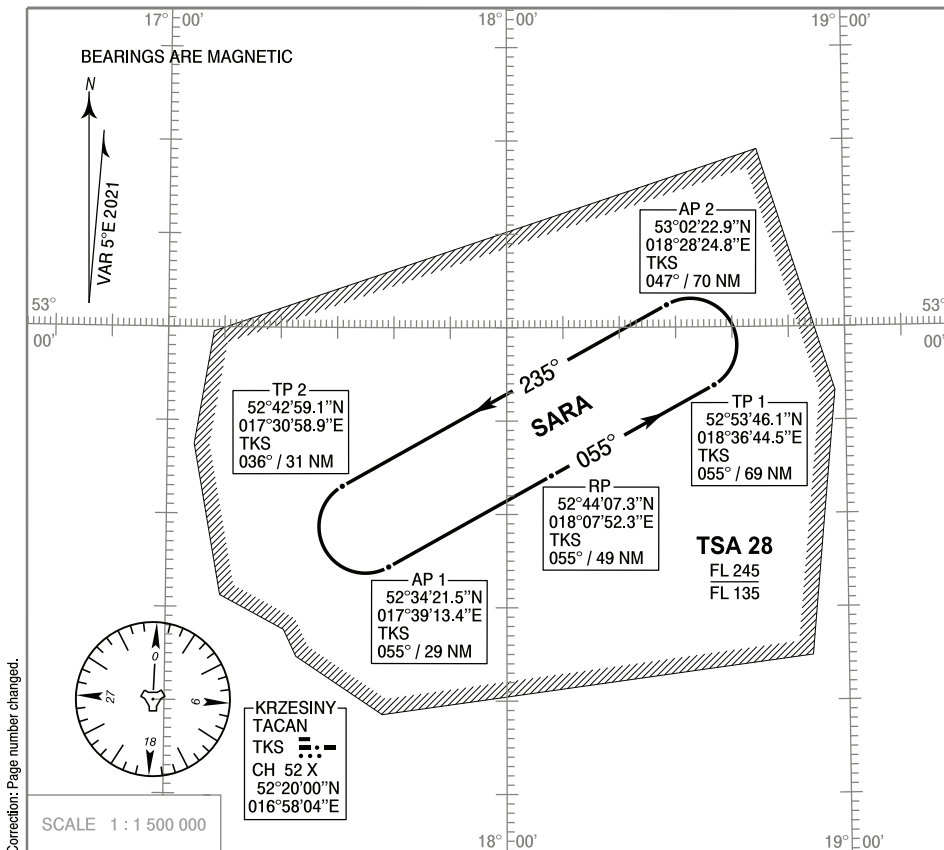 17° 00'
18° 00'
19° 00'
BEARINGS ARE MAGNETIC
N
VAR 5°E 2021
AP 2
53°02'22.9"N
018°28'24.8"E
TKS
047° / 70 NM
53°
00'
53°
00'
TP 2
52°42'59.1"N
017°30'58.9"E
TKS
036° / 31 NM
235°
SARA
055°
TP 1
52°53'46.1"N
018°36'44.5"E
TKS
055° / 69 NM
RP
52°44'07.3"N
018°07'52.3"E
TKS
055° / 49 NM
TSA 28
FL 245
FL 135
AP 1
52°34'21.5"N
017°39'13.4"E
TKS
055° / 29 NM
0
9
18
27
KRZESINY
TACAN
TKS
CH 52 X
52°20'00"N
016°58'04"E
SCALE 1 : 1 500 000
18° 00'
19° 00'
Correction: Page number changed.